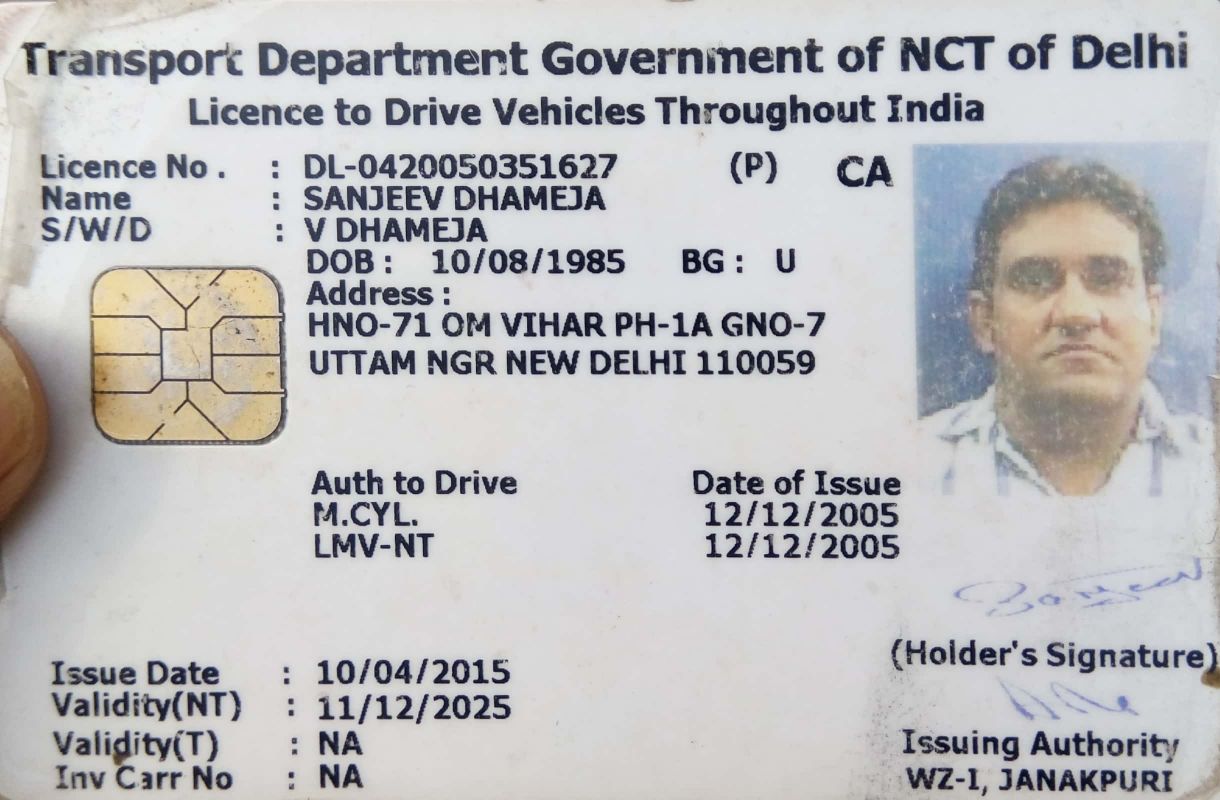 Transport Department Government of NCT of Delhi
Licence to Drive Vehicles Throughout India
Licence No . : DL-0420050351627 (P) CA
Name : SANJEEV DHAMEJA
S/W/D : V DHAMEJA
DOB : 10/08/1985 BG : U
Address :
HNO-71 OM VIHAR PH-1A GNO-7
UTTAM NGR NEW DELHI 110059
Auth to Drive Date of Issue
M.CYL. 12/12/2005
LMV-NT 12/12/2005
Sanjeev
(Holder's Signature)
Issue Date : 10/04/2015
Validity(NT) : 11/12/2025
Validity(T) : NA
Inv Carr No : NA
Issuing Authority
WZ-I, JANAKPURI